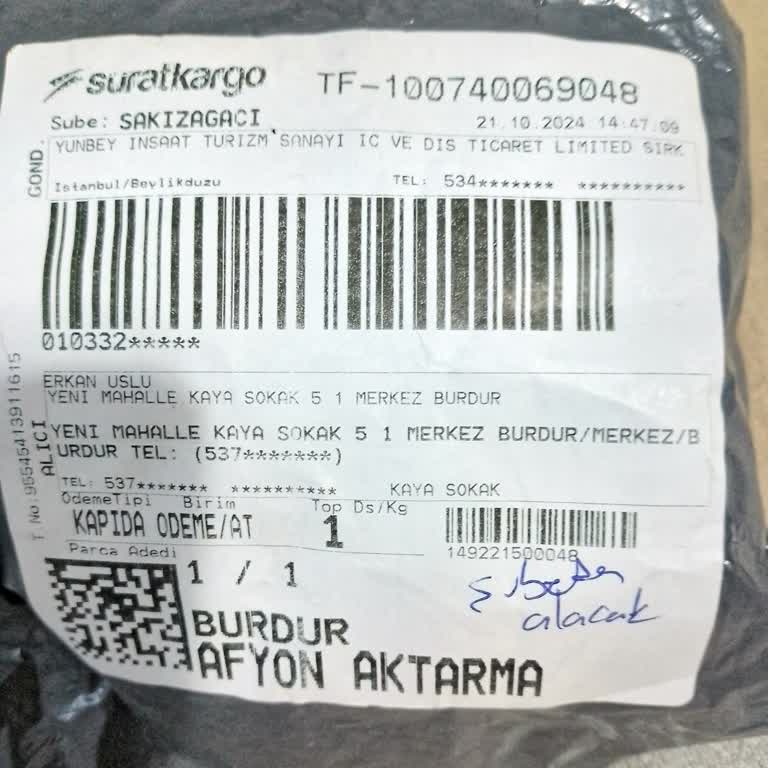 suratkargo TF-100740069048
Sube: SAKIZAGACI 21.10.2024 14:47:09
GOND.
YUNBEY INSAAT TURIZM SANAYI IC VE DIS TICARET LIMITED SIRK
Istanbul/Beylikduzu TEL: 534******* **********
010332*****
T. No:95545413911615
ALICI
ERKAN USLU
YENI MAHALLE KAYA SOKAK 5 1 MERKEZ BURDUR
YENI MAHALLE KAYA SOKAK 5 1 MERKEZ BURDUR/MERKEZ/B
URDUR TEL: (537*******)
TEL: 537******* ********** KAYA SOKAK
OdemeTipi Birim Top Ds/Kg
KAPIDA ODEME/AT 1
149221500048
Parca Adedi
1 / 1
şubeden
alacak
BURDUR
AFYON AKTARMA